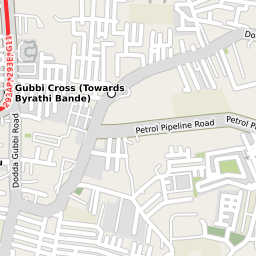 Do
Gubbi Cross (Towards
Byrathi Bande)
Petrol Pipeline Road
Petrol P
Dodda Gubbi Road
u